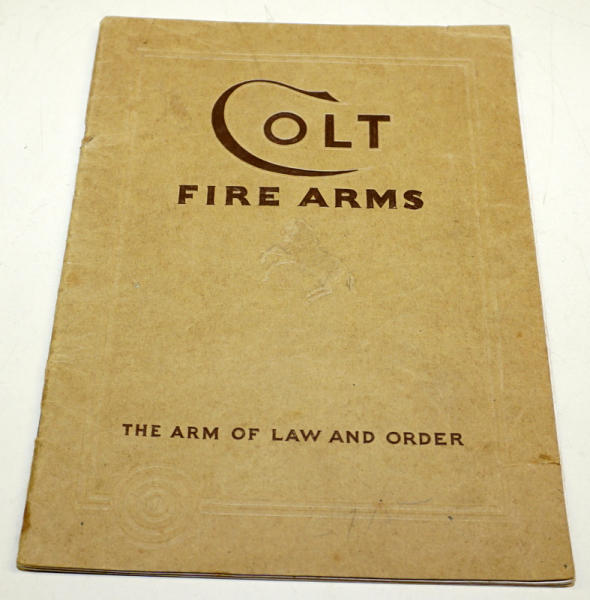 COLT
FIRE ARMS
THE ARM OF LAW AND ORDER